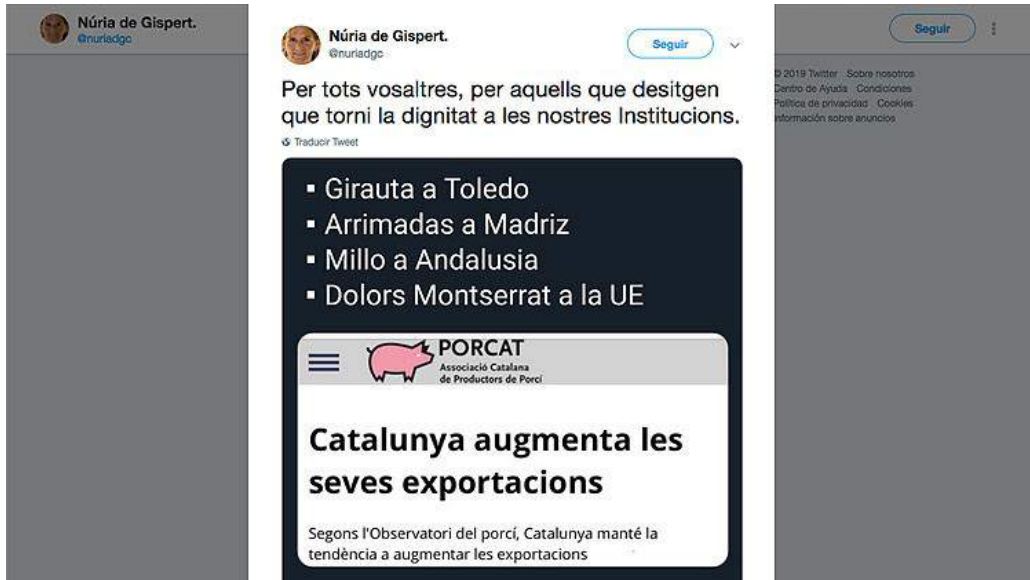 Núria de Gispert.
@nuriadgc
Seguir
Núria de Gispert.
@nuriadgc
Seguir
Per tots vosaltres, per aquells que desitgen
que torni la dignitat a les nostres Institucions.
Traducir Tweet
▪ Girauta a Toledo
▪ Arrimadas a Madriz
▪ Millo a Andalusia
▪ Dolors Montserrat a la UE
PORCAT
Associació Catalana
de Productors de Porcí
Catalunya augmenta les
seves exportacions
Segons l'Observatori del porcí, Catalunya manté la
tendència a augmentar les exportacions
© 2019 Twitter Sobre nosotros
Centro de Ayuda Condiciones
Política de privacidad Cookies
Información sobre anuncios